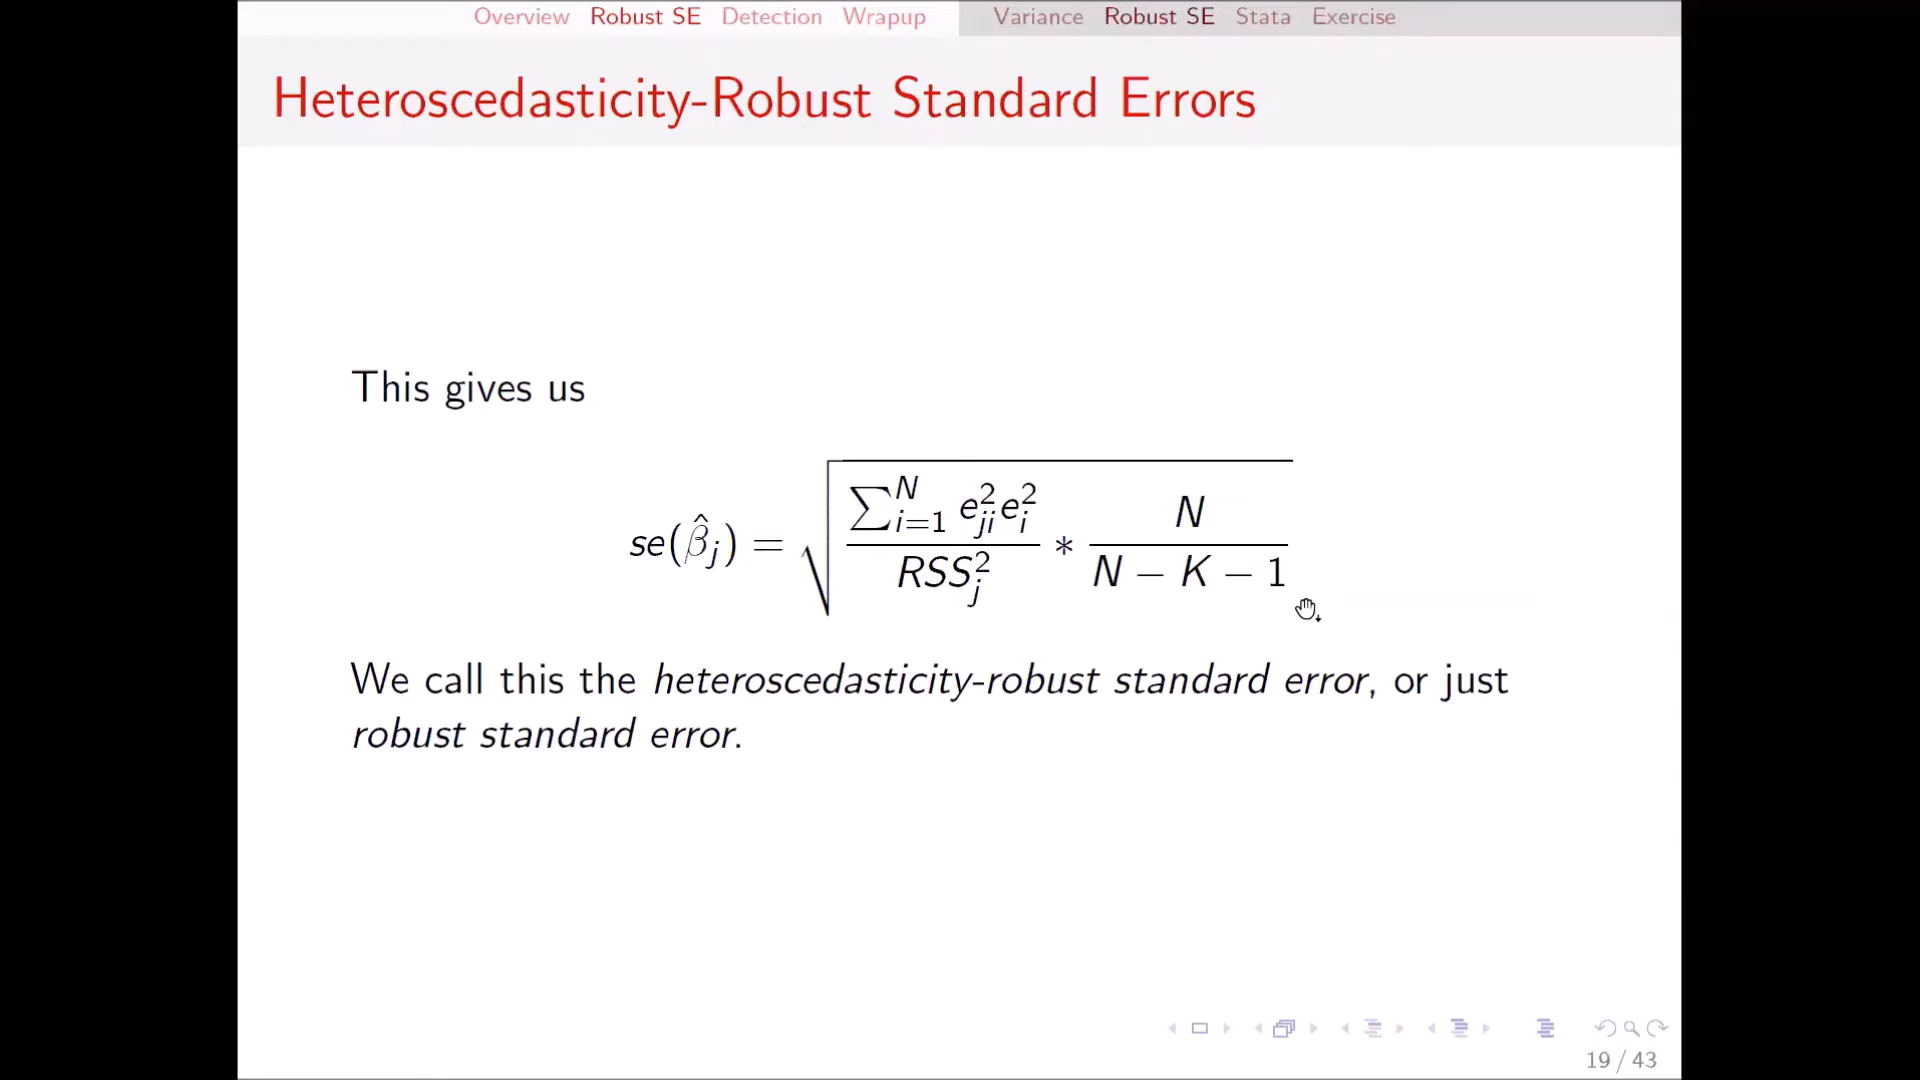 Overview Robust SE Detection Wrapup Variance Robust SE Stata Exercise
Heteroscedasticity-Robust Standard Errors
This gives us
se(β̂_j) = √( (∑_{i=1}^{N} e_{ji}^2 e_i^2) / RSS_j^2 * N / (N − K − 1) )
We call this the heteroscedasticity-robust standard error, or just
robust standard error.
19 / 43